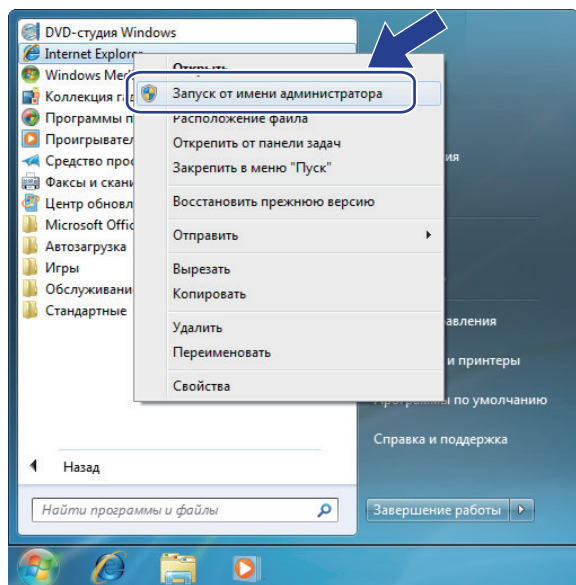 DVD-студия Windows
Internet Explorer
Windows Med
Коллекция га
Программы п
Проигрывател
Средство прос
Факсы и скани
Центр обновл
Microsoft Offic
Автозагрузка
Игры
Обслуживани
Стандартные
Назад
Найти программы и файлы
Открыть
Запуск от имени администратора
Расположение файла
Открепить от панели задач
Закрепить в меню "Пуск"
Восстановить прежнюю версию
Отправить
Вырезать
Копировать
Удалить
Переименовать
Свойства
ия
авления
и принтеры
Программы по умолчанию
Справка и поддержка
Завершение работы